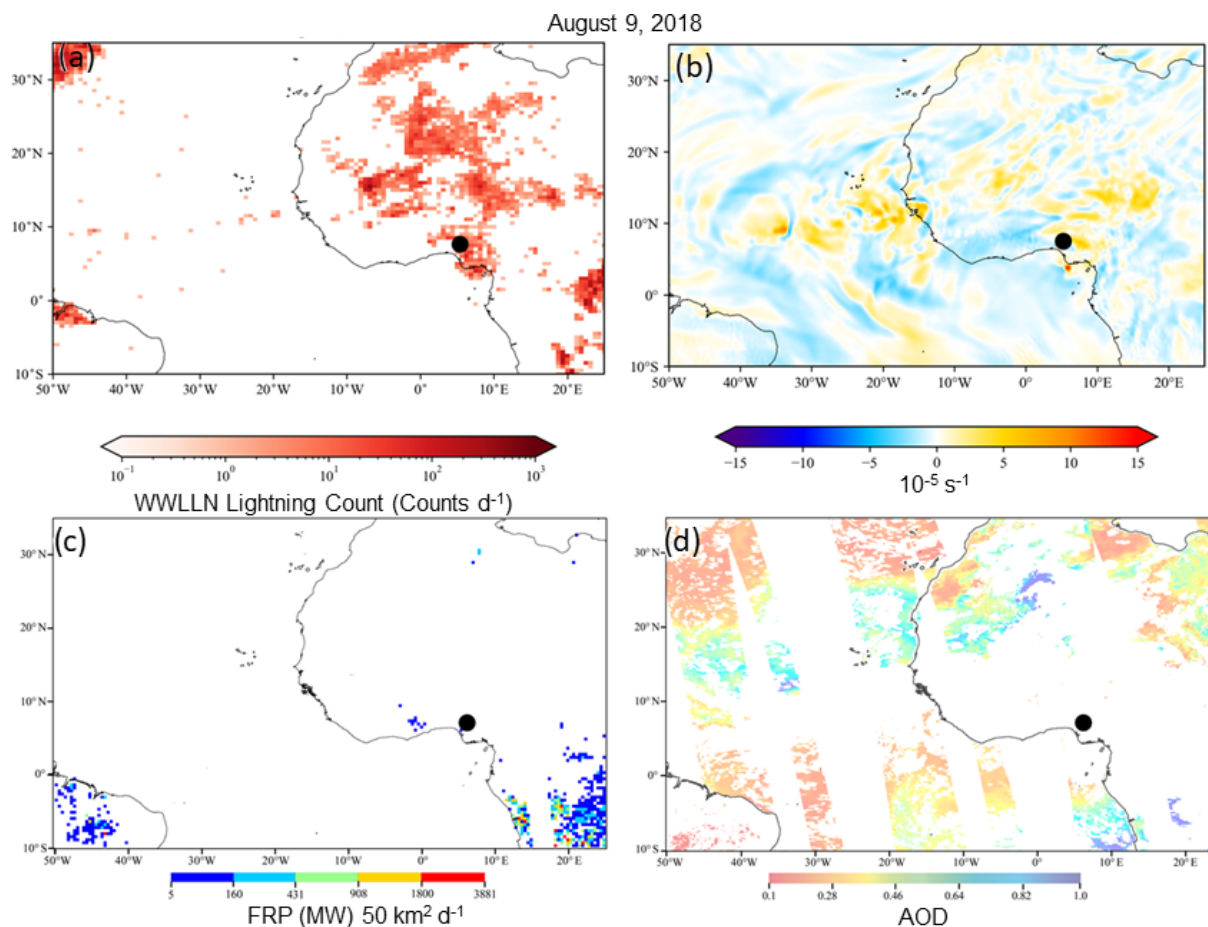 August 9, 2018
(a)
30°N
20°N
10°N
0°
10°S
50°W 40°W 30°W 20°W 10°W 0° 10°E 20°E
10⁻¹ 10⁰ 10¹ 10² 10³
WWLLN Lightning Count (Counts d⁻¹)
(b)
30°N
20°N
10°N
0°
10°S
50°W 40°W 30°W 20°W 10°W 0° 10°E 20°E
−15 −10 −5 0 5 10 15
10⁻⁵ s⁻¹
(c)
30°N
20°N
10°N
0°
10°S
50°W 40°W 30°W 20°W 10°W 0° 10°E 20°E
5 160 431 908 1800 3881
FRP (MW) 50 km² d⁻¹
(d)
30°N
20°N
10°N
0°
10°S
50°W 40°W 30°W 20°W 10°W 0° 10°E 20°E
0.1 0.28 0.46 0.64 0.82 1.0
AOD